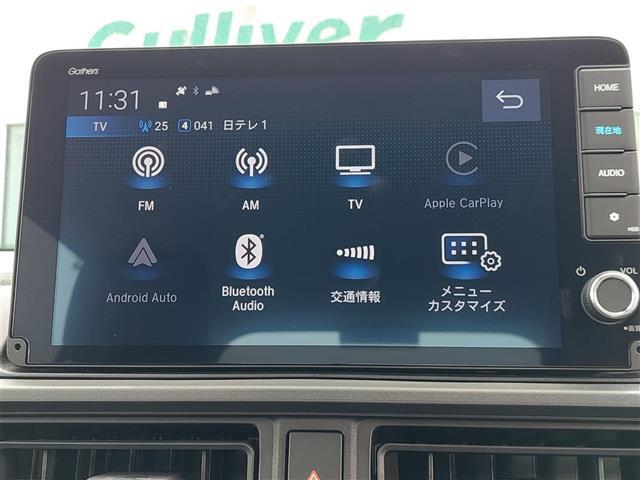 Gulliver
Gathers
11:31
TV 25 4 041 日テレ1
FM
AM
TV
Apple CarPlay
Android Auto
Bluetooth
Audio
交通情報
メニュー
カスタマイズ
HOME
現在地
AUDIO
VOL